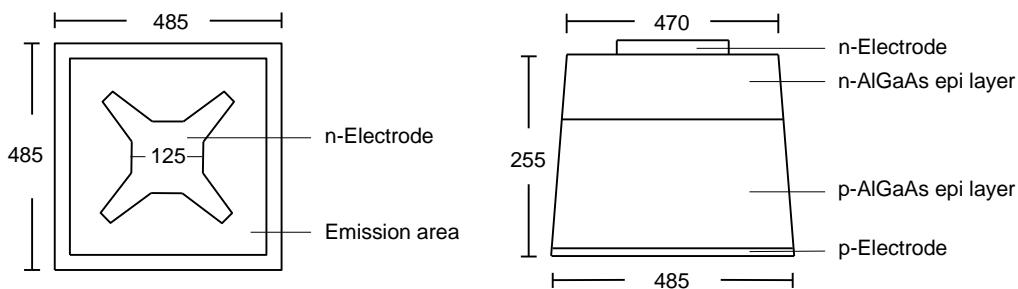 485
485
n-Electrode
125
Emission area
470
n-Electrode
n-AlGaAs epi layer
255
p-AlGaAs epi layer
p-Electrode
485